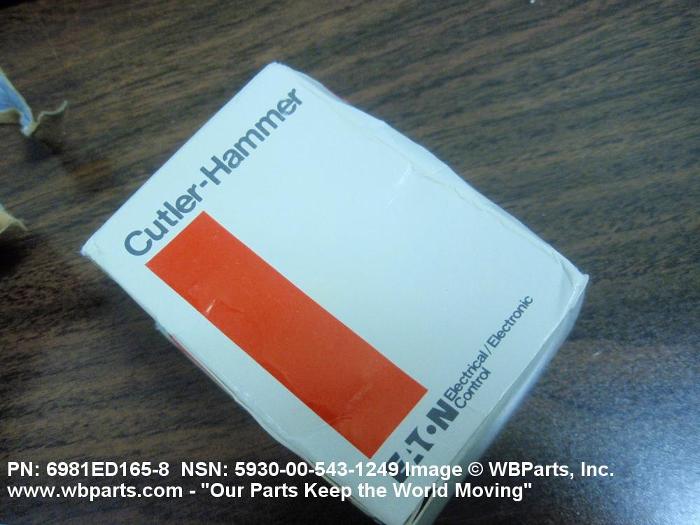 Cutler-Hammer
E·T·N Electrical/Electronic
Control
PN: 6981ED165-8 NSN: 5930-00-543-1249 Image © WBParts, Inc.
www.wbparts.com - "Our Parts Keep the World Moving"